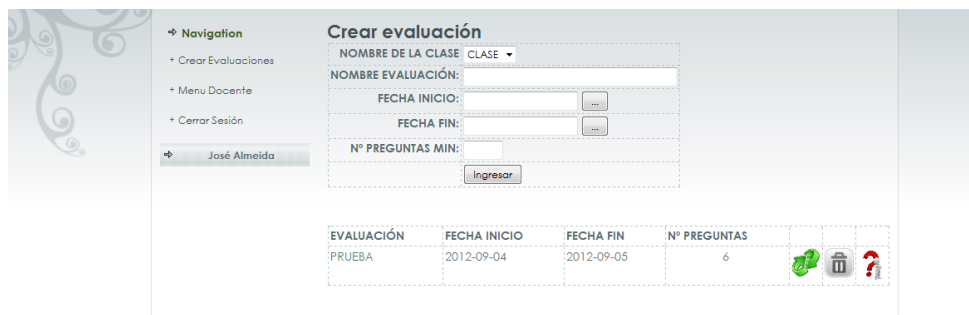 Navigation
+ Crear Evaluaciones
+ Menu Docente
+ Cerrar Sesión
José Almeida
Crear evaluación
NOMBRE DE LA CLASE CLASE
NOMBRE EVALUACIÓN:
FECHA INICIO: ...
FECHA FIN: ...
Nº PREGUNTAS MIN:
Ingresar
EVALUACIÓN FECHA INICIO FECHA FIN Nº PREGUNTAS
PRUEBA 2012-09-04 2012-09-05 6